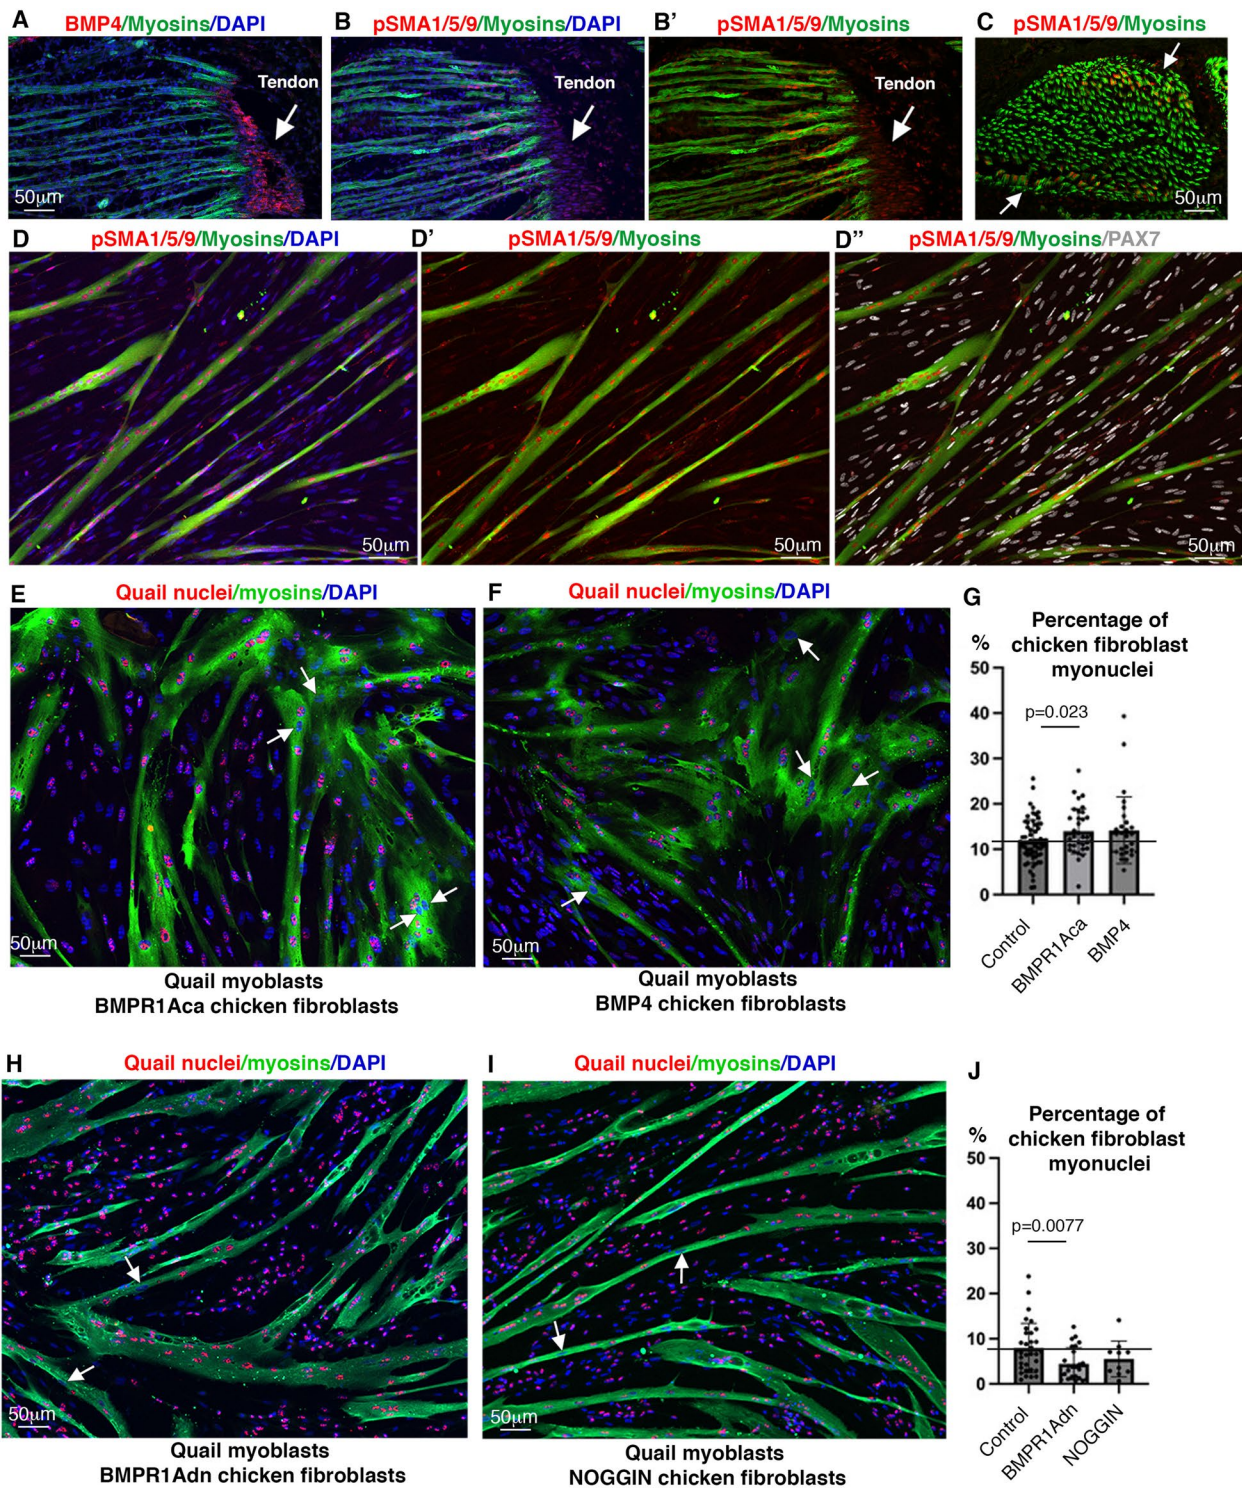 A
BMP4/Myosins/DAPI
Tendon
50μm
B
pSMA1/5/9/Myosins/DAPI
Tendon
B’
pSMA1/5/9/Myosins
Tendon
C
pSMA1/5/9/Myosins
50μm
D
pSMA1/5/9/Myosins/DAPI
50μm
D’
pSMA1/5/9/Myosins
50μm
D’’
pSMA1/5/9/Myosins/PAX7
50μm
E
Quail nuclei/myosins/DAPI
50μm
Quail myoblasts
BMPR1Aca chicken fibroblasts
F
Quail nuclei/myosins/DAPI
50μm
Quail myoblasts
BMP4 chicken fibroblasts
G
Percentage of
chicken fibroblast
myonuclei
%
50
40
30
20
10
0
p=0.023
Control
BMPR1Aca
BMP4
H
Quail nuclei/myosins/DAPI
50μm
Quail myoblasts
BMPR1Adn chicken fibroblasts
I
Quail nuclei/myosins/DAPI
50μm
Quail myoblasts
NOGGIN chicken fibroblasts
J
Percentage of
chicken fibroblast
myonuclei
%
50
40
30
20
10
0
p=0.0077
Control
BMPR1Adn
NOGGIN